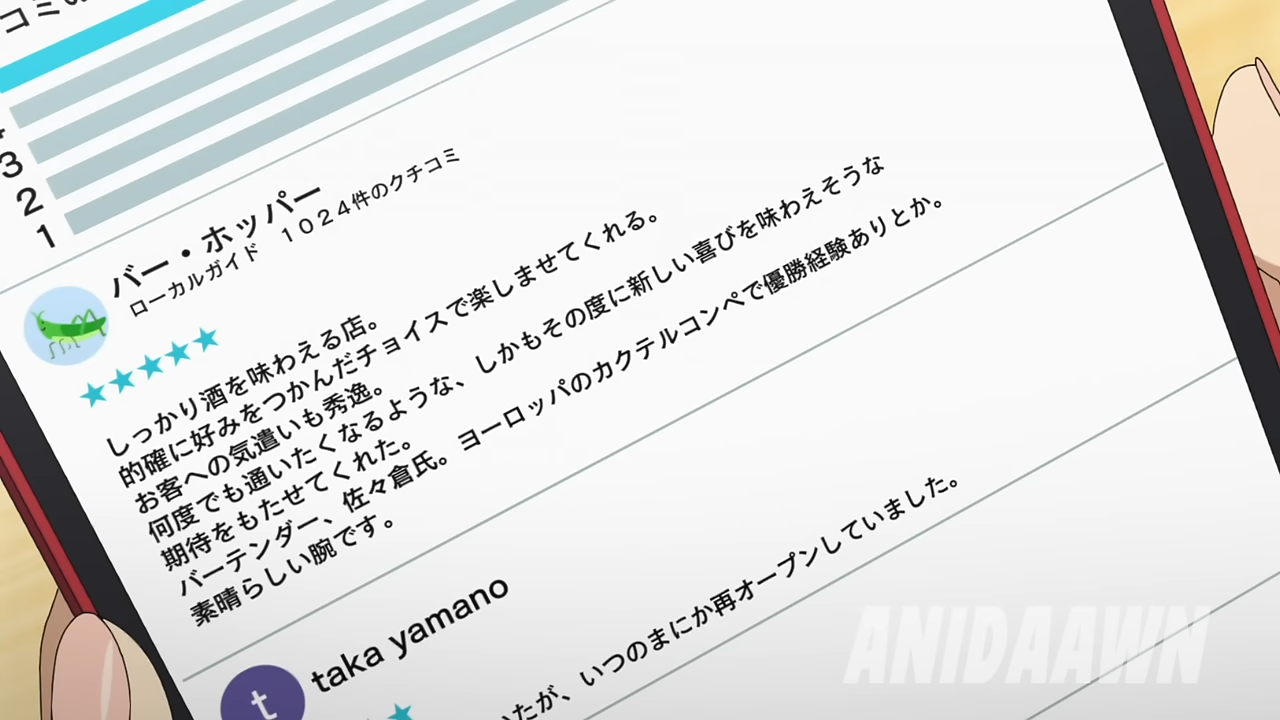 コミの
3
2
1
バー・ホッパー
ローカルガイド 1024件のクチコミ
★★★★★
しっかり酒を味わえる店。
的確に好みをつかんだチョイスで楽しませてくれる。
お客への気遣いも秀逸。
何度でも通いたくなるような、しかもその度に新しい喜びを味わえそうな
期待をもたせてくれた。
バーテンダー、佐々倉氏。ヨーロッパのカクテルコンペで優勝経験ありとか。
素晴らしい腕です。
t
taka yamano
たが、いつのまにか再オープンしていました。
ANIDAAWN